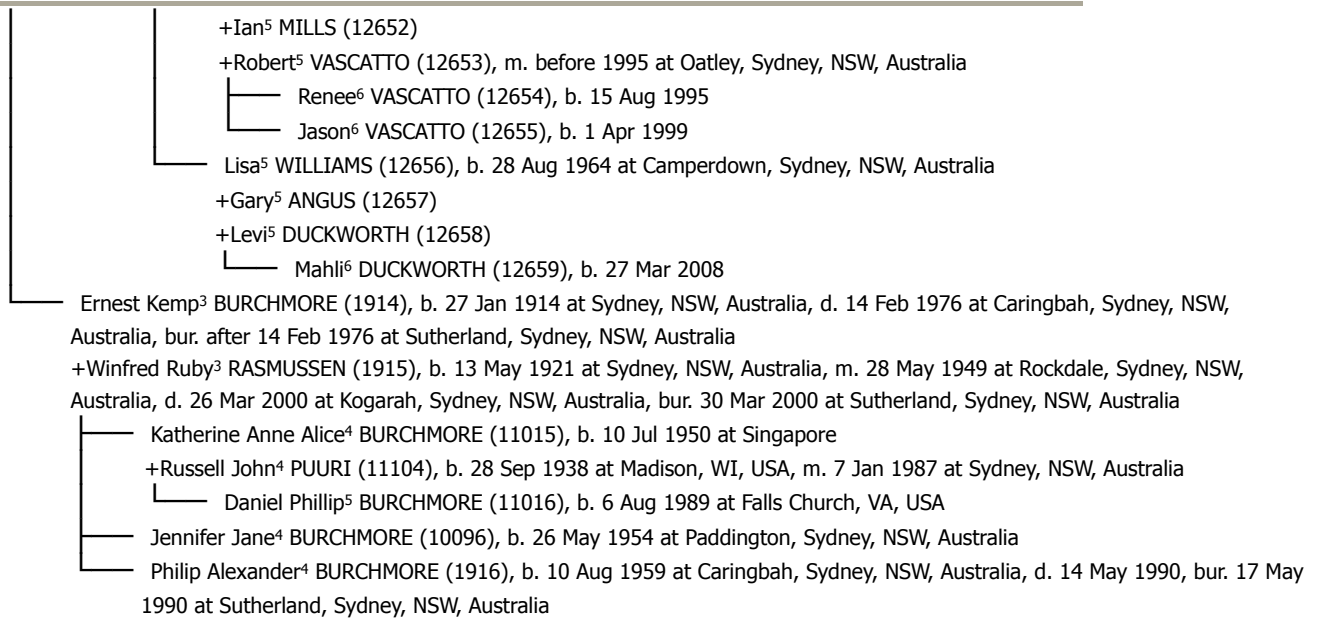 +Ian⁵ MILLS (12652)
+Robert⁵ VASCATTO (12653), m. before 1995 at Oatley, Sydney, NSW, Australia
Renee⁶ VASCATTO (12654), b. 15 Aug 1995
Jason⁶ VASCATTO (12655), b. 1 Apr 1999
Lisa⁵ WILLIAMS (12656), b. 28 Aug 1964 at Camperdown, Sydney, NSW, Australia
+Gary⁵ ANGUS (12657)
+Levi⁵ DUCKWORTH (12658)
Mahli⁶ DUCKWORTH (12659), b. 27 Mar 2008
Ernest Kemp³ BURCHMORE (1914), b. 27 Jan 1914 at Sydney, NSW, Australia, d. 14 Feb 1976 at Caringbah, Sydney, NSW,
Australia, bur. after 14 Feb 1976 at Sutherland, Sydney, NSW, Australia
+Winfred Ruby³ RASMUSSEN (1915), b. 13 May 1921 at Sydney, NSW, Australia, m. 28 May 1949 at Rockdale, Sydney, NSW,
Australia, d. 26 Mar 2000 at Kogarah, Sydney, NSW, Australia, bur. 30 Mar 2000 at Sutherland, Sydney, NSW, Australia
Katherine Anne Alice⁴ BURCHMORE (11015), b. 10 Jul 1950 at Singapore
+Russell John⁴ PUURI (11104), b. 28 Sep 1938 at Madison, WI, USA, m. 7 Jan 1987 at Sydney, NSW, Australia
Daniel Phillip⁵ BURCHMORE (11016), b. 6 Aug 1989 at Falls Church, VA, USA
Jennifer Jane⁴ BURCHMORE (10096), b. 26 May 1954 at Paddington, Sydney, NSW, Australia
Philip Alexander⁴ BURCHMORE (1916), b. 10 Aug 1959 at Caringbah, Sydney, NSW, Australia, d. 14 May 1990, bur. 17 May
1990 at Sutherland, Sydney, NSW, Australia